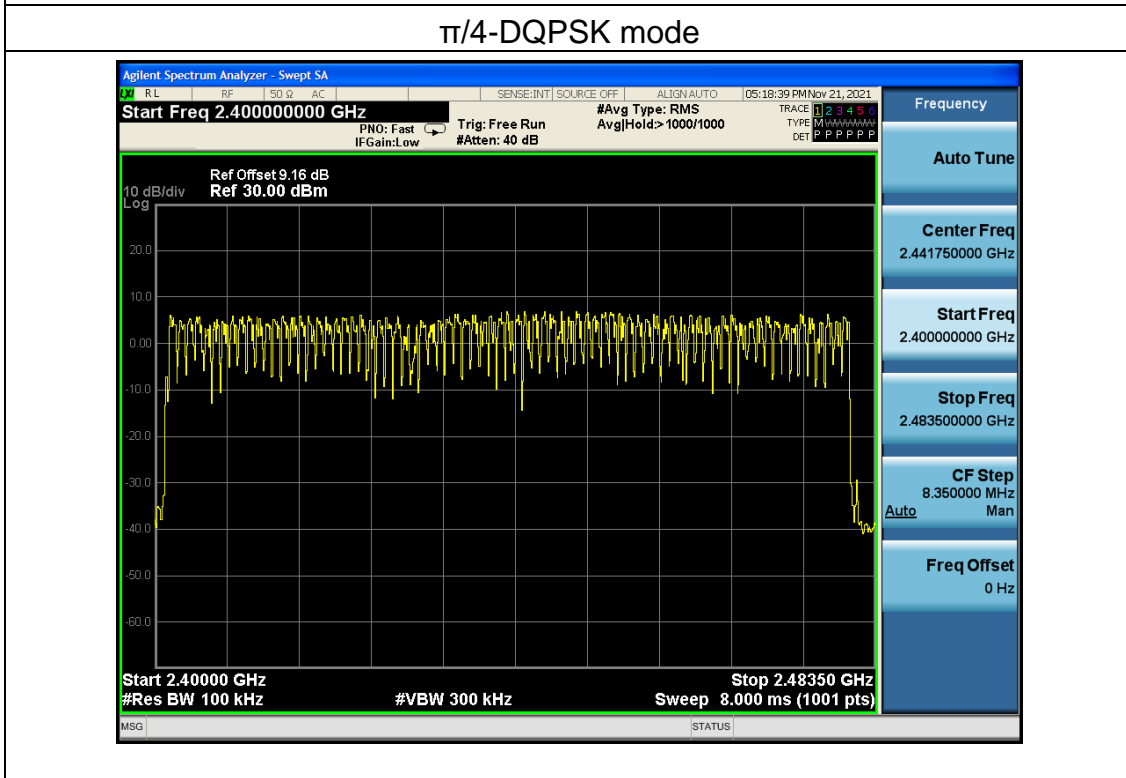 π/4-DQPSK mode
Agilent Spectrum Analyzer - Swept SA
LXI RL RF 50 Ω AC SENSE:INT SOURCE OFF ALIGN AUTO 05:18:39 PM Nov 21, 2021
Start Freq 2.400000000 GHz
#Avg Type: RMS
TRACE 1 2 3 4 5 6
PNO: Fast Trig: Free Run Avg|Hold:>1000/1000
TYPE M
IFGain:Low #Atten: 40 dB
DET P P P P P P
Ref Offset 9.16 dB
10 dB/div Ref 30.00 dBm
Log
20.0
10.0
0.00
-10.0
-20.0
-30.0
-40.0
-50.0
-60.0
Start 2.40000 GHz Stop 2.48350 GHz
#Res BW 100 kHz #VBW 300 kHz Sweep 8.000 ms (1001 pts)
MSG STATUS
Frequency
Auto Tune
Center Freq
2.441750000 GHz
Start Freq
2.400000000 GHz
Stop Freq
2.483500000 GHz
CF Step
8.350000 MHz
Auto Man
Freq Offset
0 Hz